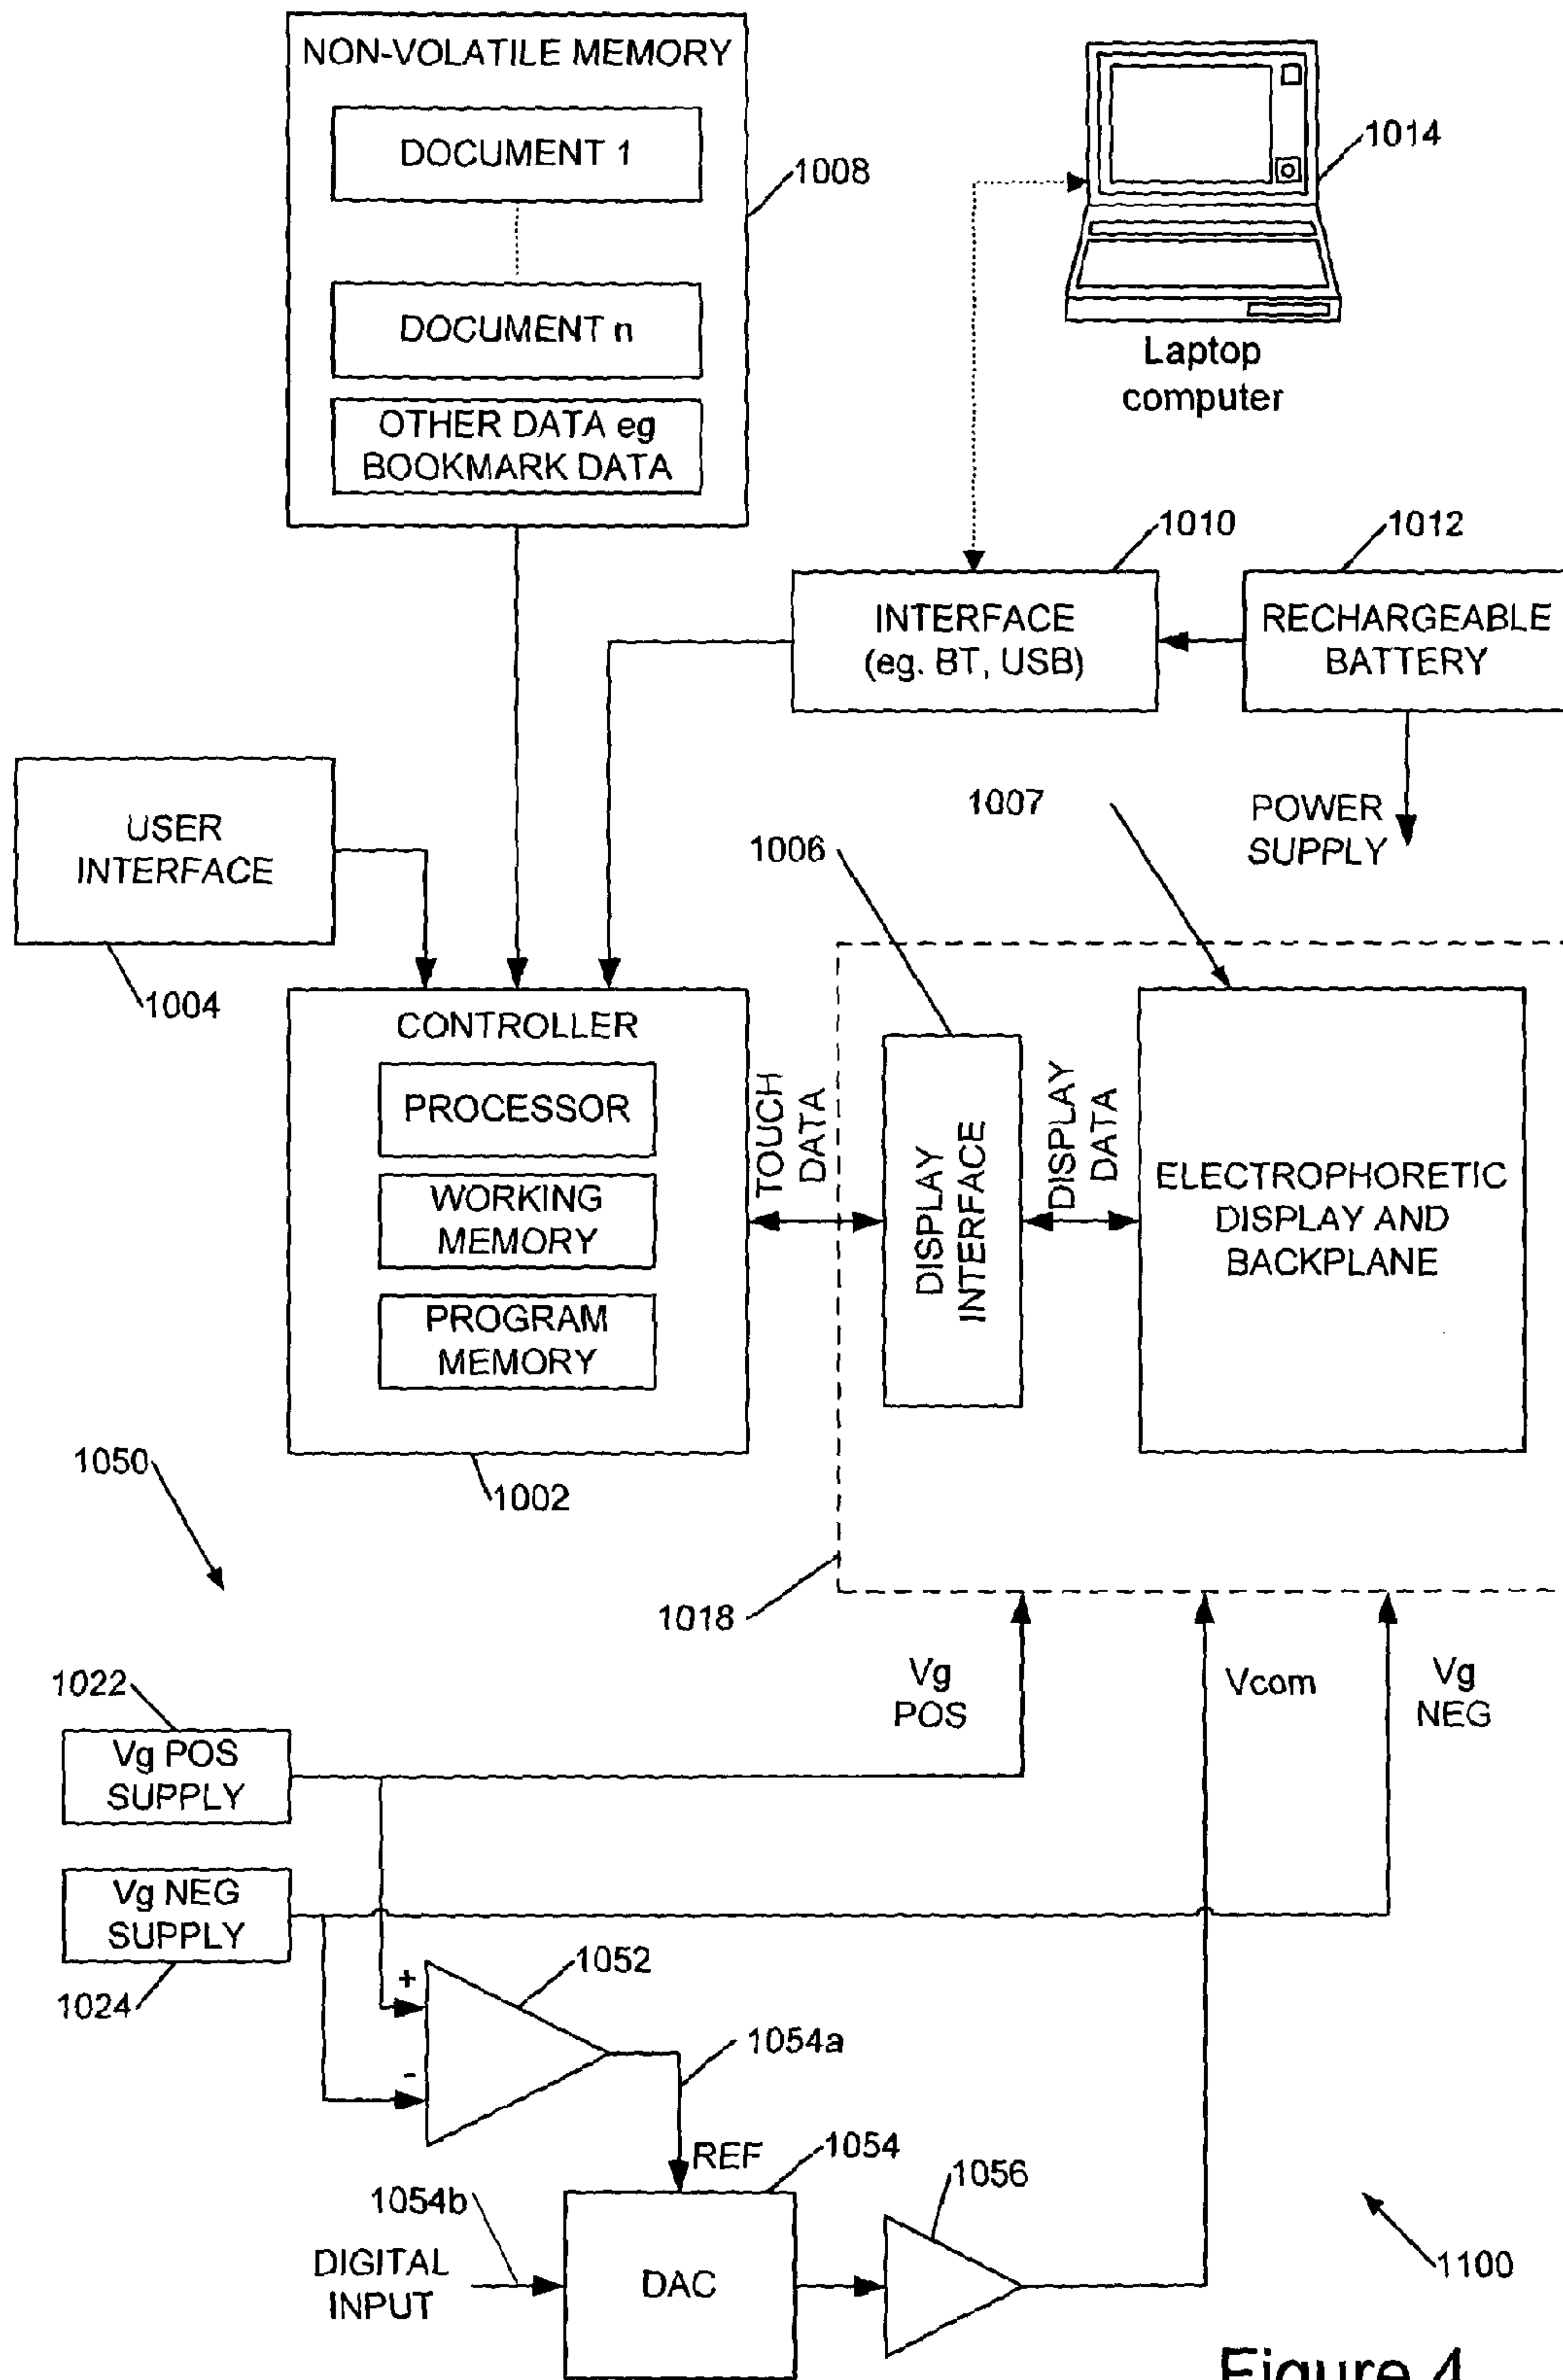 NON-VOLATILE MEMORY
DOCUMENT 1
DOCUMENT n
OTHER DATA eg
BOOKMARK DATA
1008
1014
Laptop
computer
1010
1012
INTERFACE
(eg. BT, USB)
RECHARGEABLE
BATTERY
POWER
SUPPLY
USER
INTERFACE
1004
1007
1006
CONTROLLER
PROCESSOR
WORKING
MEMORY
PROGRAM
MEMORY
1002
TOUCH
DATA
DISPLAY
INTERFACE
DISPLAY
DATA
ELECTROPHORETIC
DISPLAY AND
BACKPLANE
1050
1018
Vg
POS
Vcom
Vg
NEG
1022
Vg POS
SUPPLY
Vg NEG
SUPPLY
1024
+
-
1052
1054a
REF
1054
1054b
DIGITAL
INPUT
DAC
1056
1100
Figure 4